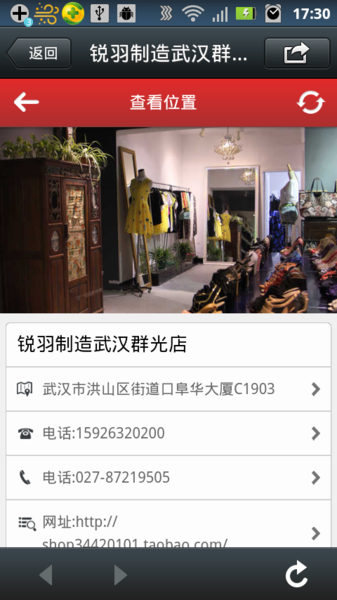 17:30
返回
锐羽制造武汉群...
查看位置
锐羽制造武汉群光店
武汉市洪山区街道口阜华大厦C1903
电话:15926320200
电话:027-87219505
网址:http://
shop34420101.taobao.com/